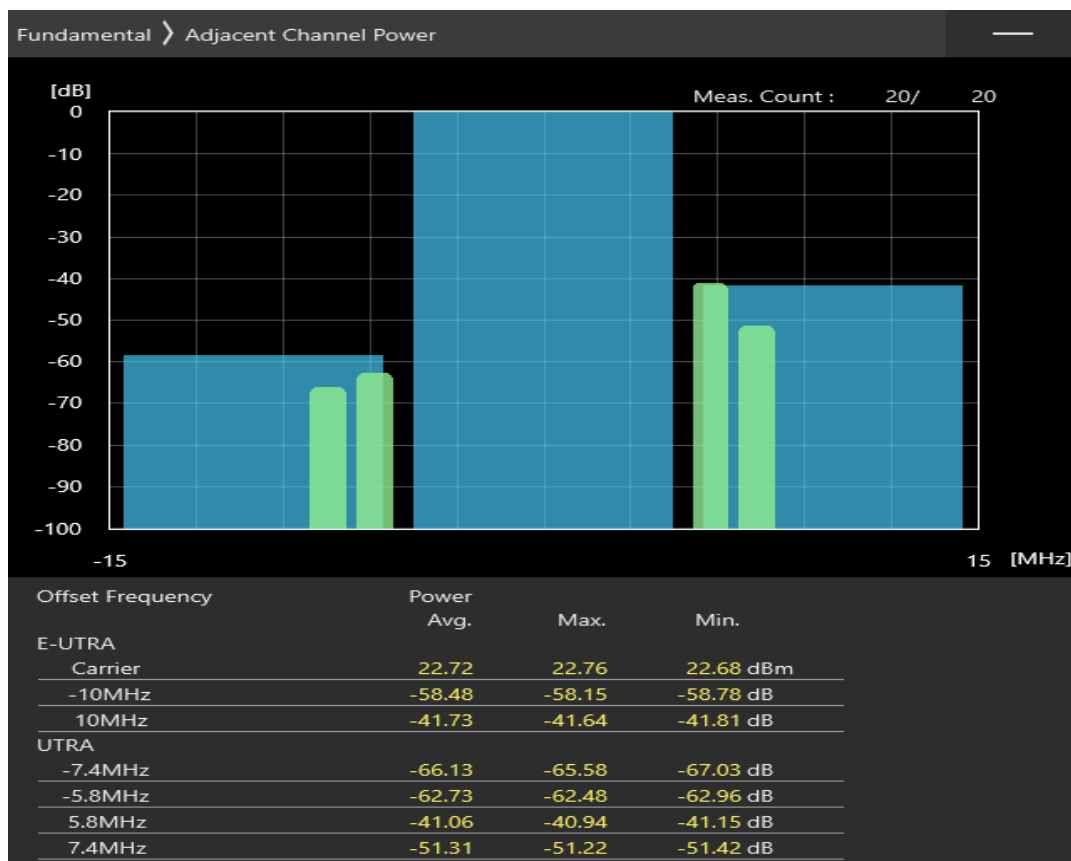 Fundamental ❯ Adjacent Channel Power
[dB]
Meas. Count : 20/ 20
0
-10
-20
-30
-40
-50
-60
-70
-80
-90
-100
-15 15 [MHz]
Offset Frequency Power
Avg. Max. Min.
E-UTRA
Carrier 22.72 22.76 22.68 dBm
-10MHz -58.48 -58.15 -58.78 dB
10MHz -41.73 -41.64 -41.81 dB
UTRA
-7.4MHz -66.13 -65.58 -67.03 dB
-5.8MHz -62.73 -62.48 -62.96 dB
5.8MHz -41.06 -40.94 -41.15 dB
7.4MHz -51.31 -51.22 -51.42 dB